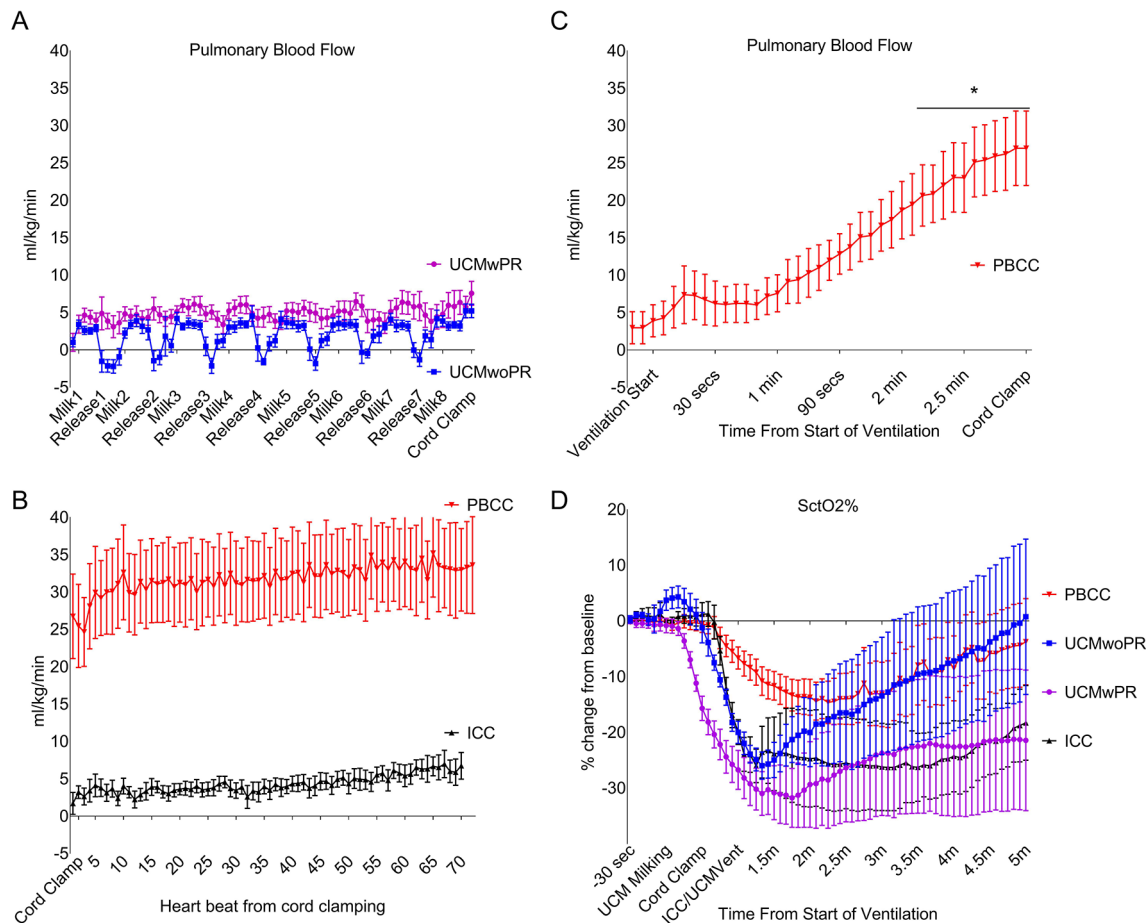 A
Pulmonary Blood Flow
40
35
30
25
20
15
10
5
0
-5
ml/kg/min
UCMwPR
UCMwoPR
Milk1
Release1
Milk2
Release2
Milk3
Release3
Milk4
Release4
Milk5
Release5
Milk6
Release6
Milk7
Release7
Milk8
Cord Clamp
C
Pulmonary Blood Flow
40
35
30
25
20
15
10
5
0
-5
ml/kg/min
*
PBCC
Ventilation Start
30 secs
1 min
90 secs
2 min
2.5 min
Cord Clamp
Time From Start of Ventilation
B
40
35
30
25
20
15
10
5
0
-5
ml/kg/min
PBCC
ICC
Cord Clamp
5
10
15
20
25
30
35
40
45
50
55
60
65
70
Heart beat from cord clamping
D
SctO2%
20
10
0
-10
-20
-30
% change from baseline
PBCC
UCMwoPR
UCMwPR
ICC
-30 sec
UCM Milking
Cord Clamp
ICC/UCMVent
1.5m
2m
2.5m
3m
3.5m
4m
4.5m
5m
Time From Start of Ventilation